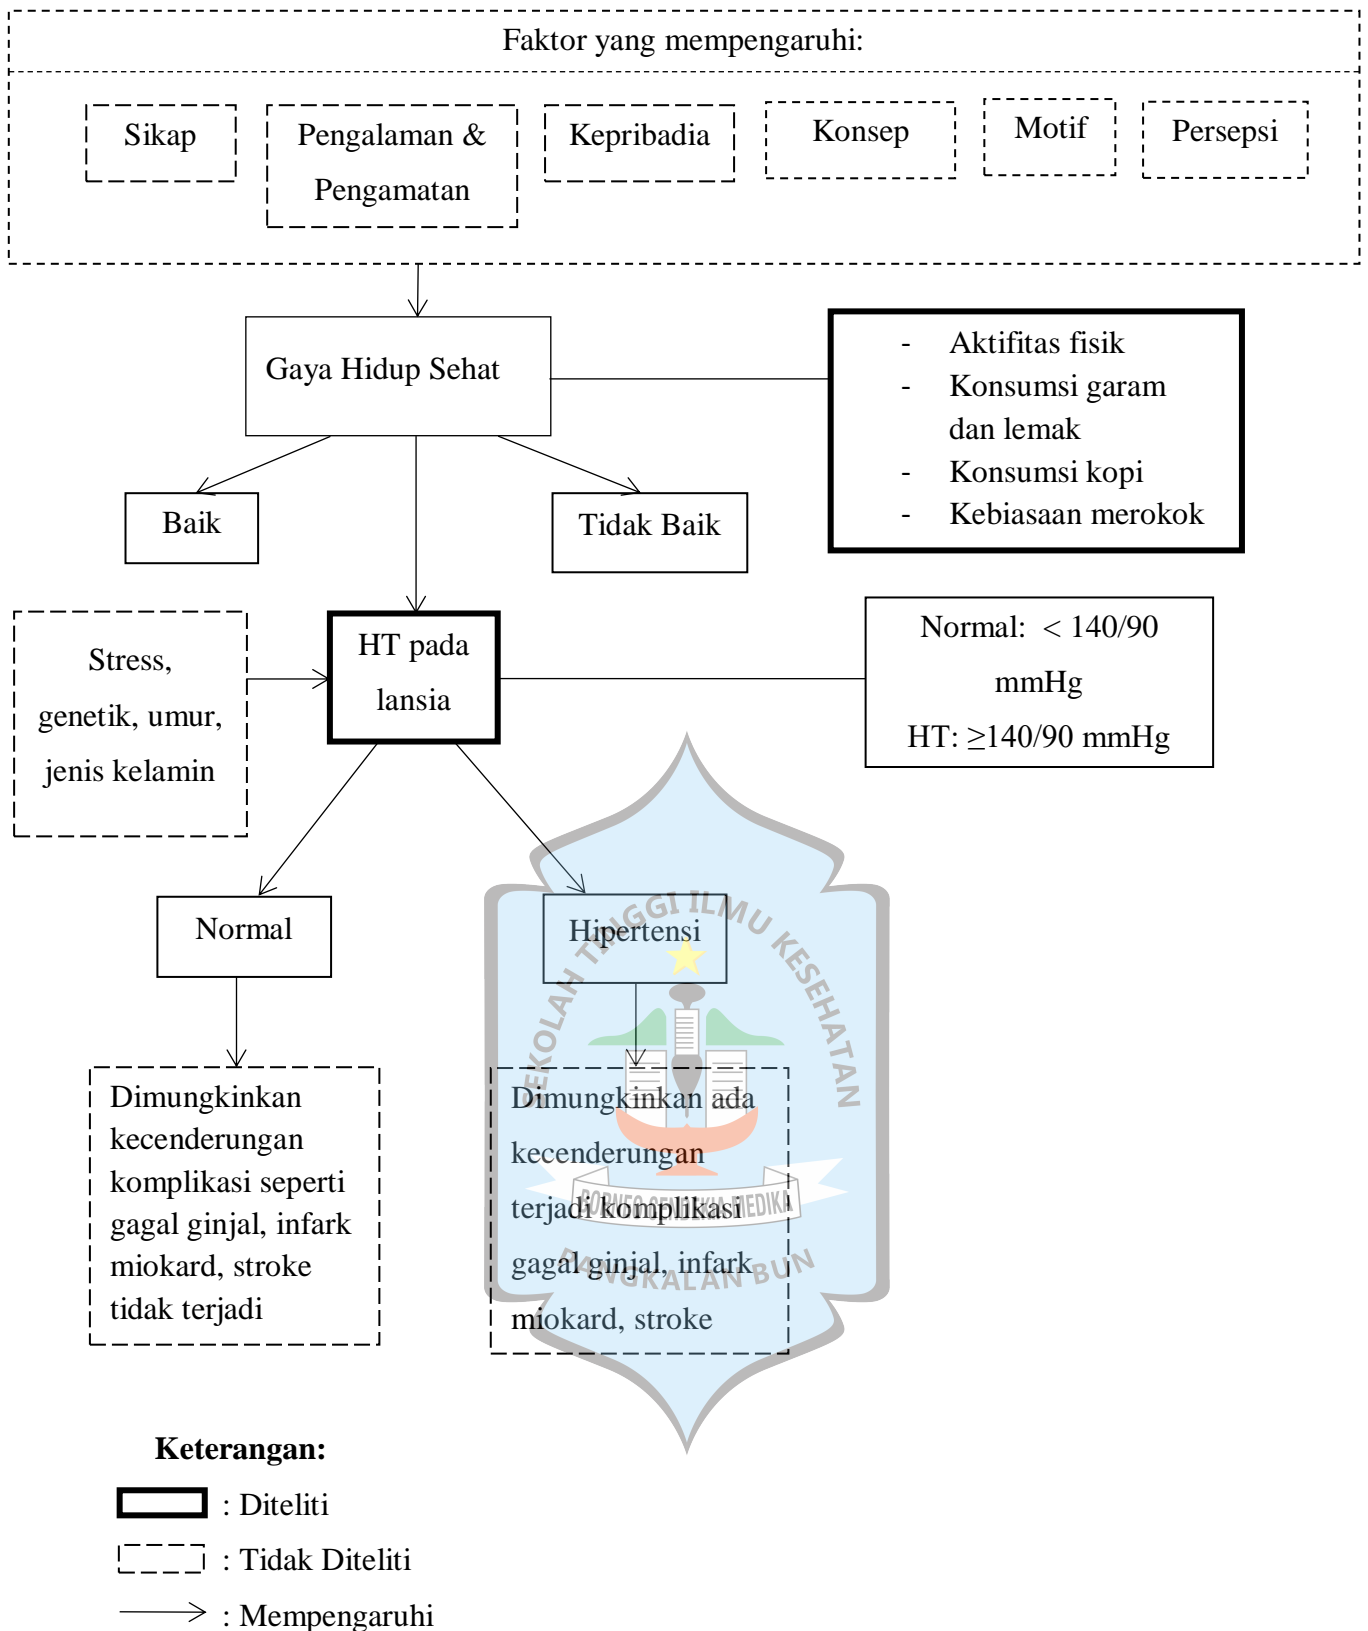 Faktor yang mempengaruhi:
Sikap
Pengalaman &
Pengamatan
Kepribadia
Konsep
Motif
Persepsi
Gaya Hidup Sehat
- Aktifitas fisik
- Konsumsi garam
dan lemak
- Konsumsi kopi
- Kebiasaan merokok
Baik
Tidak Baik
Stress,
genetik, umur,
jenis kelamin
HT pada
lansia
Normal: < 140/90
mmHg
HT: ≥140/90 mmHg
Normal
Hipertensi
Dimungkinkan
kecenderungan
komplikasi seperti
gagal ginjal, infark
miokard, stroke
tidak terjadi
Dimungkinkan ada
kecenderungan
terjadi komplikasi
gagal ginjal, infark
miokard, stroke
SEKOLAH TINGGI ILMU KESEHATAN
BORNEO CENDEKIA MEDIKA
PANGKALAN BUN
Keterangan:
: Diteliti
: Tidak Diteliti
: Mempengaruhi